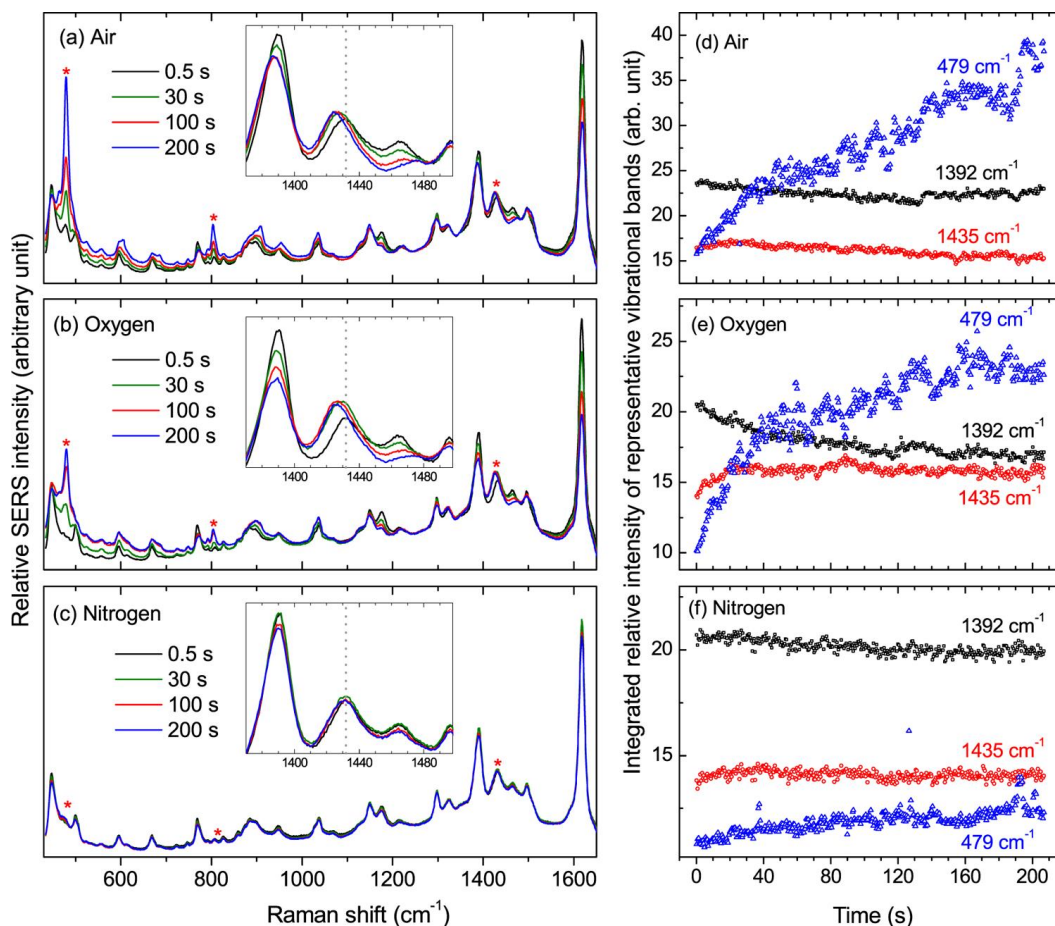 Relative SERS intensity (arbitrary unit)
(a) Air
0.5 s
30 s
100 s
200 s
*
*
*
1400 1440 1480
(b) Oxygen
0.5 s
30 s
100 s
200 s
*
*
*
1400 1440 1480
(c) Nitrogen
0.5 s
30 s
100 s
200 s
*
*
*
1400 1440 1480
600 800 1000 1200 1400 1600
Raman shift (cm⁻¹)
Integrated relative intensity of representative vibrational bands (arb. unit)
(d) Air
479 cm⁻¹
1392 cm⁻¹
1435 cm⁻¹
40
35
30
25
20
15
(e) Oxygen
479 cm⁻¹
1392 cm⁻¹
1435 cm⁻¹
25
20
15
10
(f) Nitrogen
1392 cm⁻¹
1435 cm⁻¹
479 cm⁻¹
20
15
0 40 80 120 160 200
Time (s)